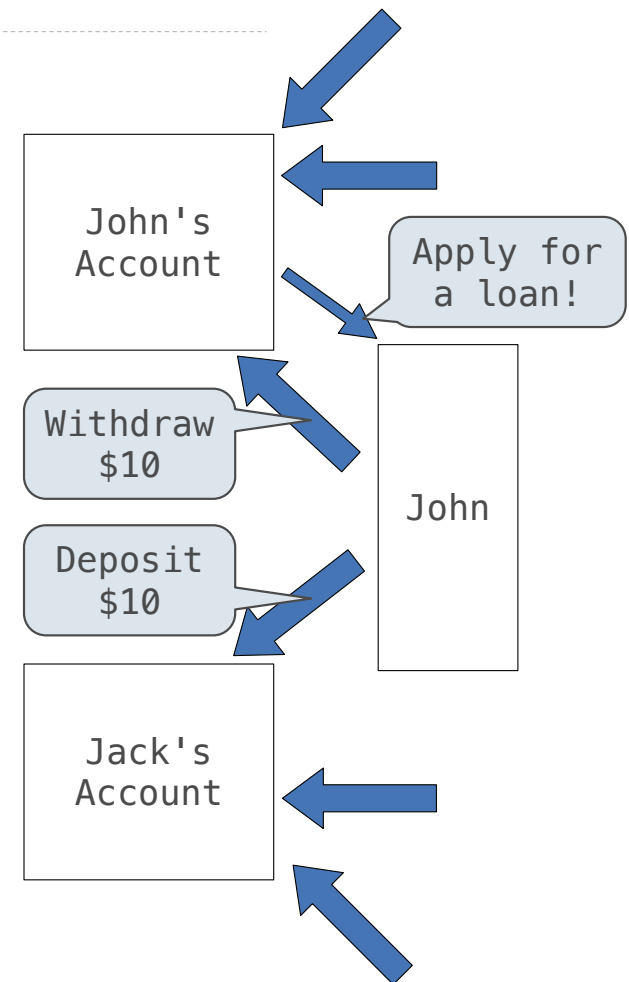 John's
Account
Apply for
a loan!
Withdraw
$10
John
Deposit
$10
Jack's
Account